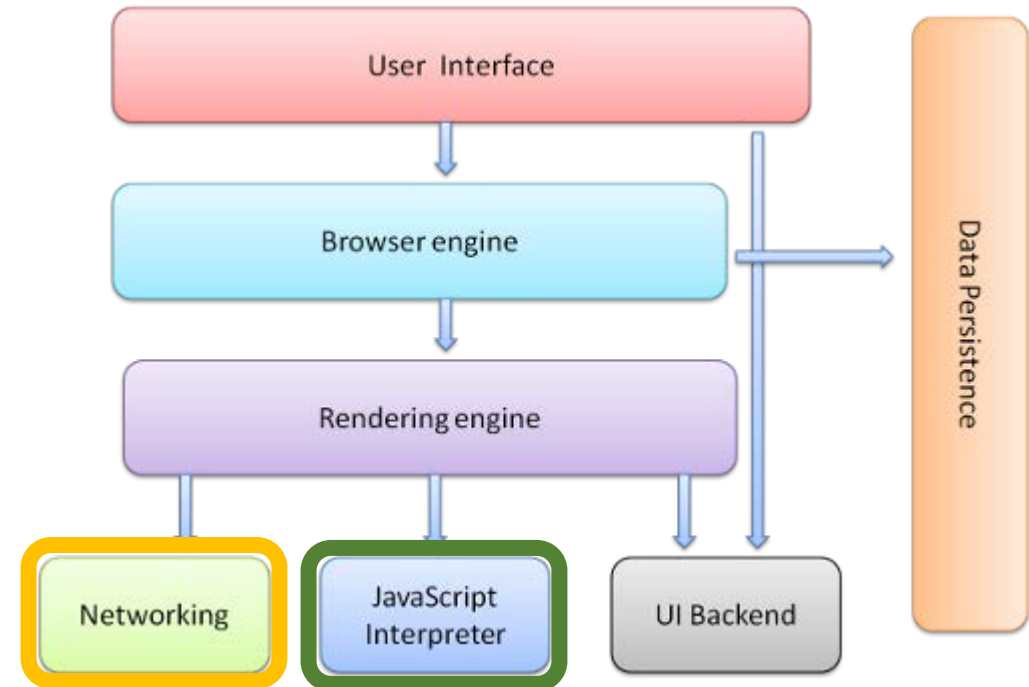 User Interface
Browser engine
Data Persistence
Rendering engine
Networking
JavaScript
Interpreter
UI Backend